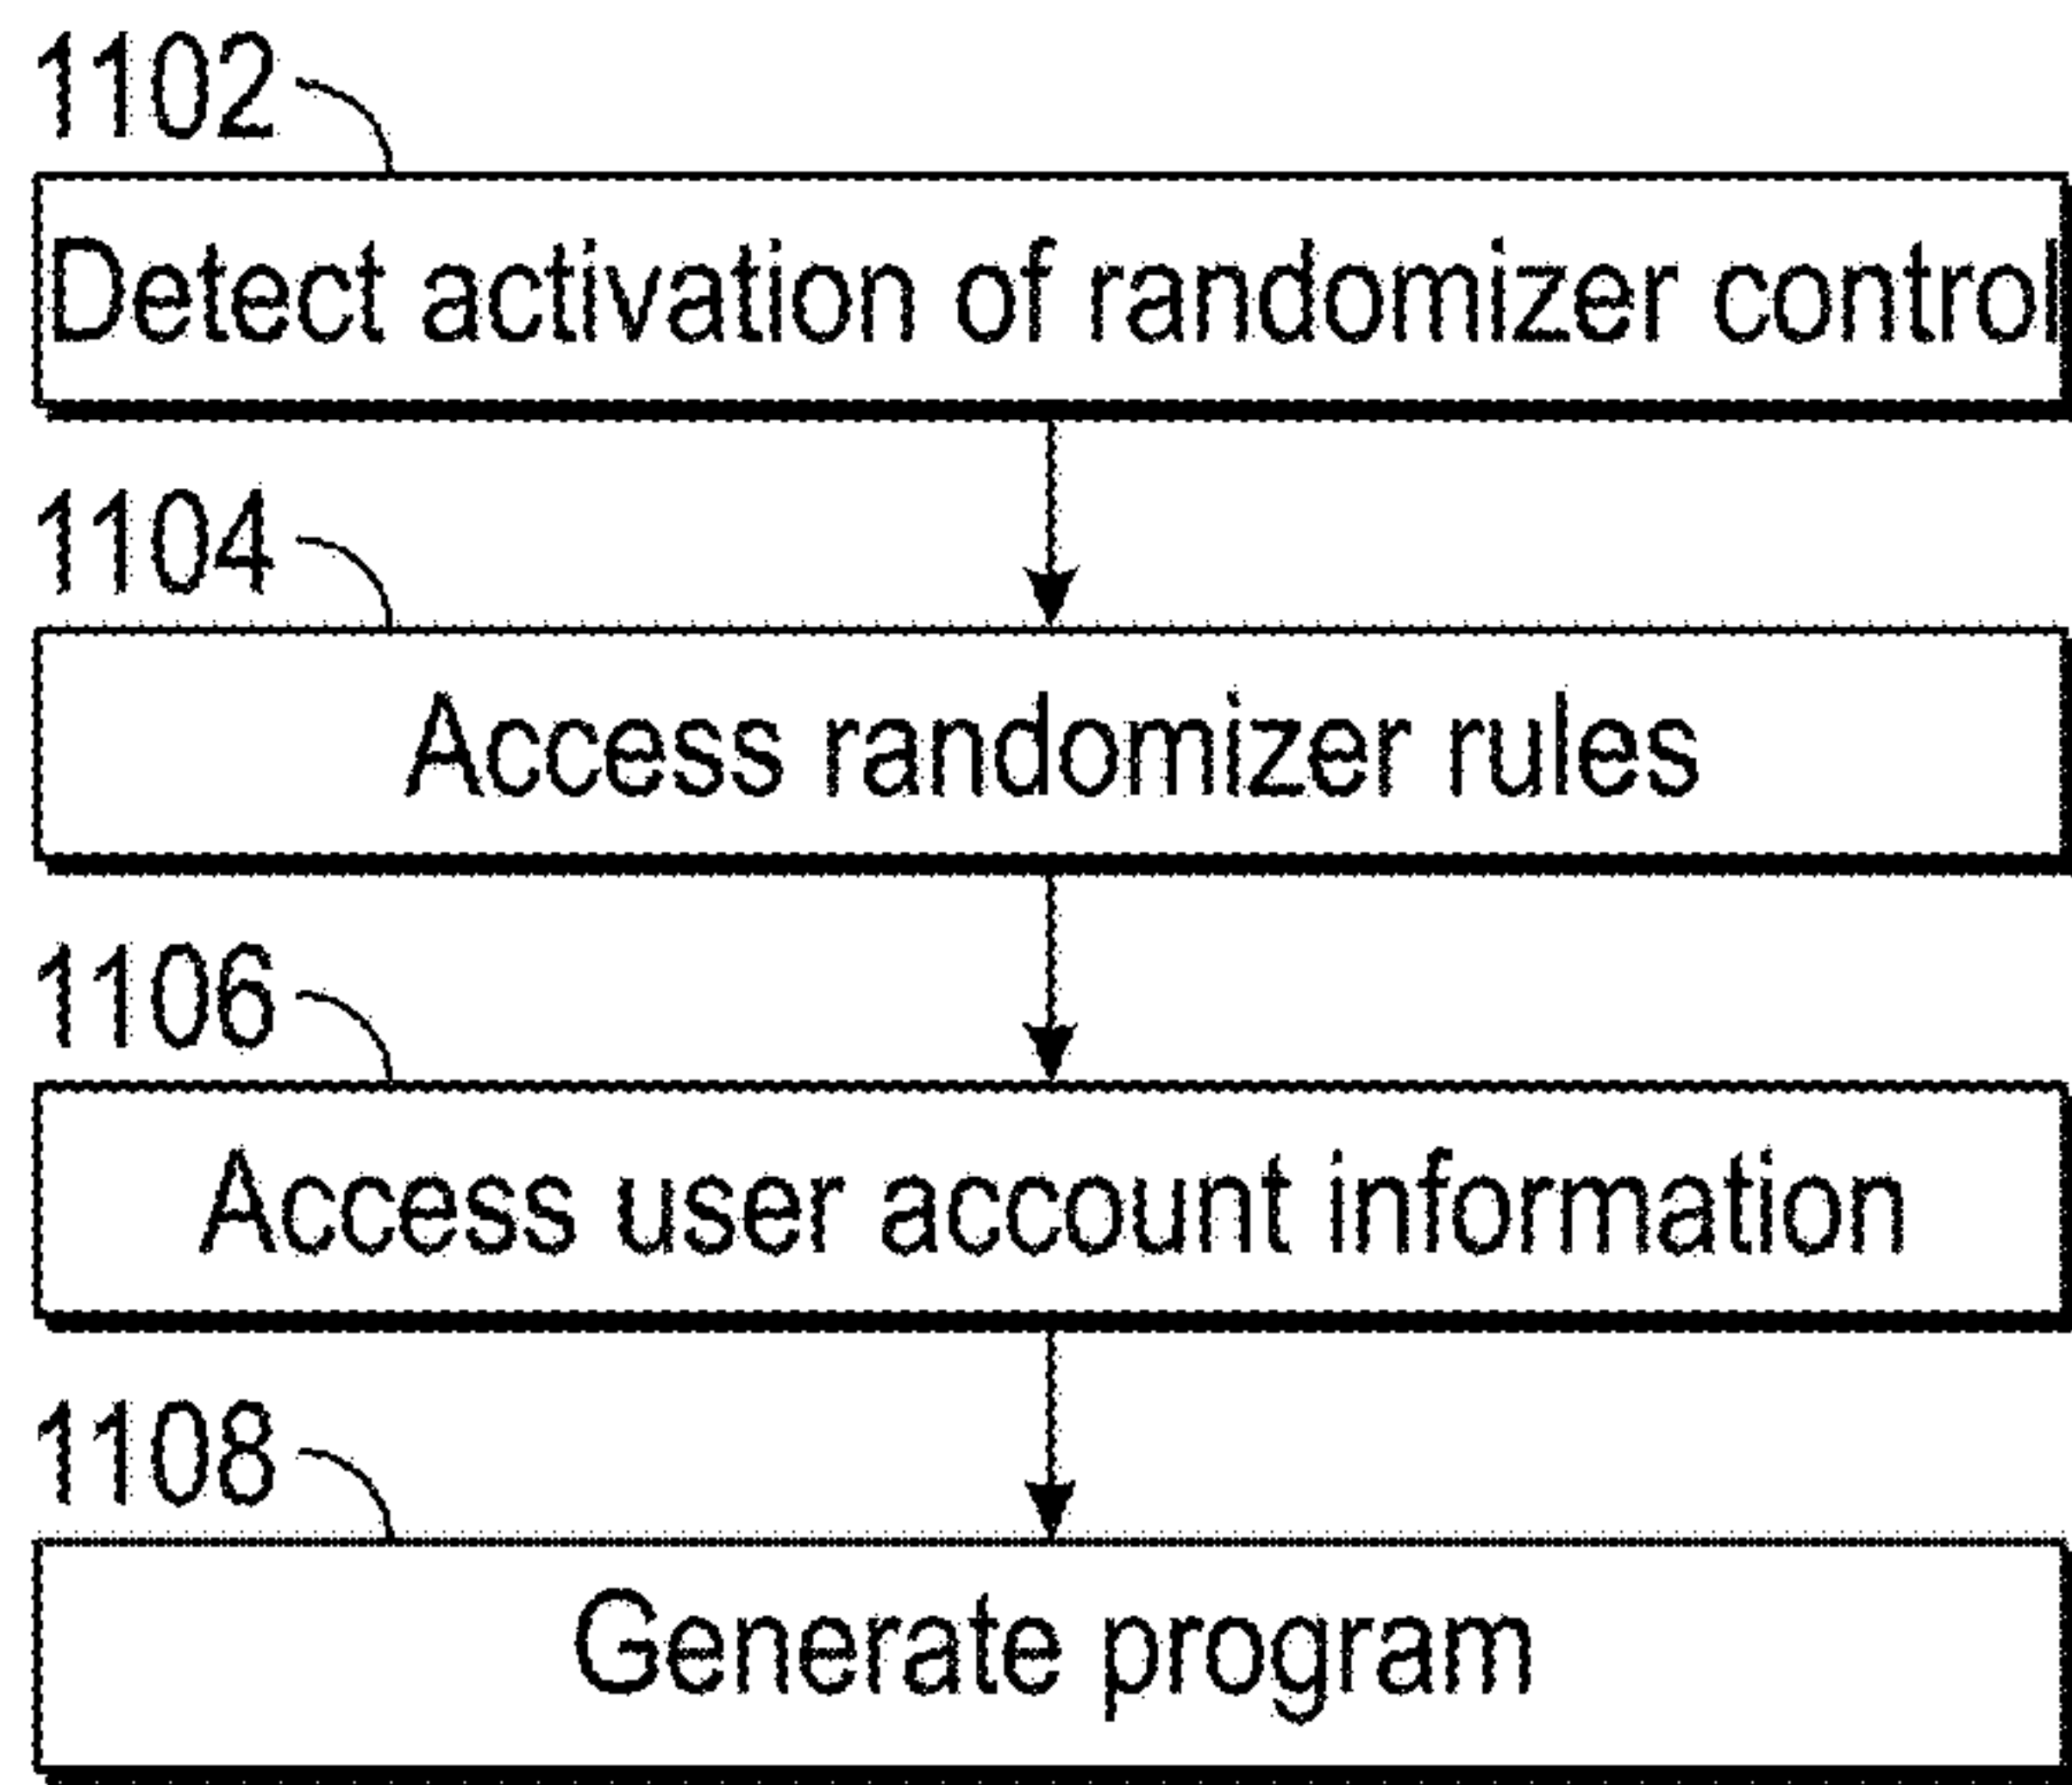 1102
Detect activation of randomizer control
1104
Access randomizer rules
1106
Access user account information
1108
Generate program